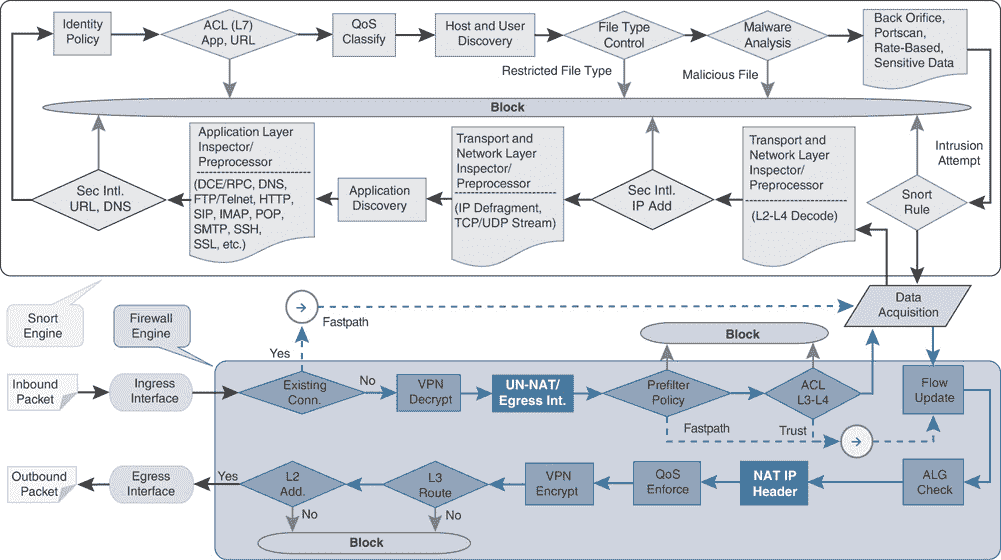 Identity
Policy
ACL (L7)
App, URL
QoS
Classify
Host and User
Discovery
File Type
Control
Malware
Analysis
Back Orifice,
Portscan,
Rate-Based,
Sensitive Data
Restricted File Type
Malicious File
Block
Sec Intl.
URL, DNS
Application Layer
Inspector/
Preprocessor
(DCE/RPC, DNS,
FTP/Telnet, HTTP,
SIP, IMAP, POP,
SMTP, SSH,
SSL, etc.)
Application
Discovery
Transport and
Network Layer
Inspector/
Preprocessor
(IP Defragment,
TCP/UDP Stream)
Sec Intl.
IP Add
Transport and
Network Layer
Inspector/
Preprocessor
(L2-L4 Decode)
Intrusion
Attempt
Snort
Rule
Snort
Engine
Firewall
Engine
Fastpath
Yes
Data
Acquisition
Block
Inbound
Packet
Ingress
Interface
Existing
Conn.
No
VPN
Decrypt
UN-NAT/
Egress Int.
Prefilter
Policy
ACL
L3-L4
Flow
Update
Fastpath
Trust
Outbound
Packet
Egress
Interface
Yes
L2
Add.
L3
Route
VPN
Encrypt
QoS
Enforce
NAT IP
Header
ALG
Check
No
No
Block